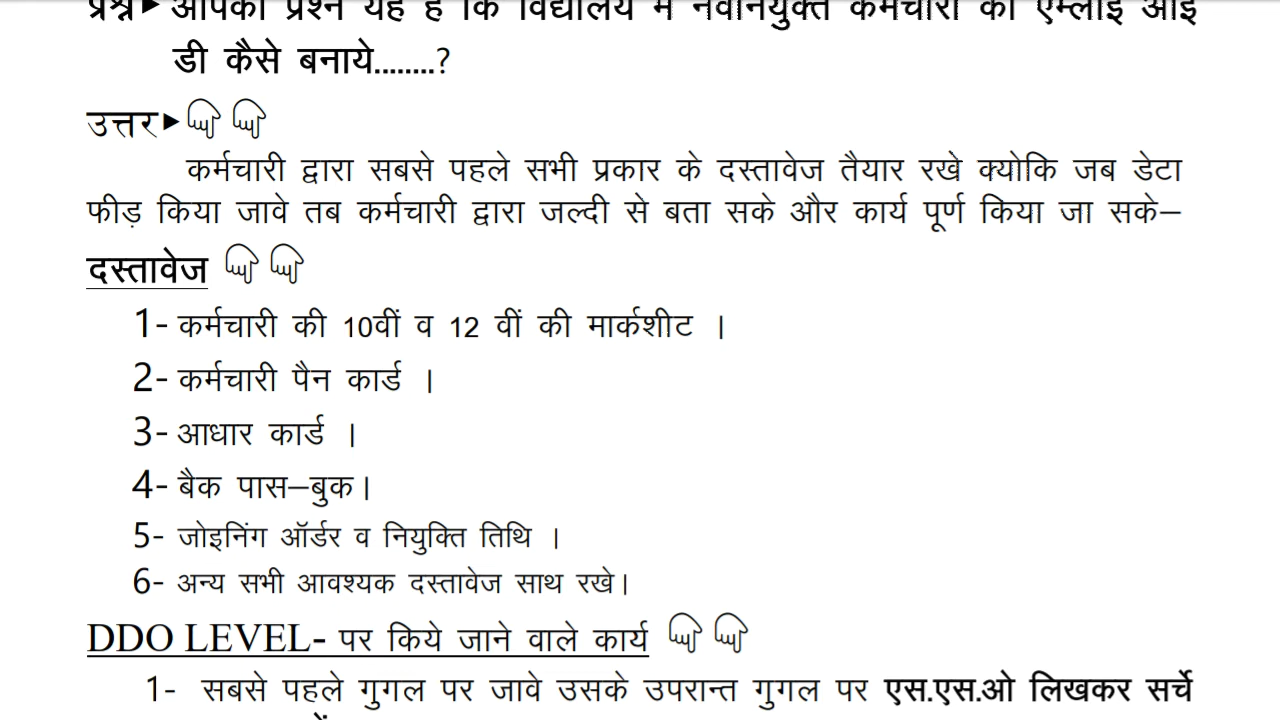 प्रश्न▶ आपका प्रश्न यह है कि विद्यालय में नवनियुक्त कर्मचारी की एम्लाई आई
डी कैसे बनाये........?
उत्तर▶👇👇
कर्मचारी द्वारा सबसे पहले सभी प्रकार के दस्तावेज तैयार रखे क्योकि जब डेटा
फीड़ किया जावे तब कर्मचारी द्वारा जल्दी से बता सके और कार्य पूर्ण किया जा सके–
दस्तावेज 👇👇
1- कर्मचारी की 10वीं व 12 वीं की मार्कशीट ।
2- कर्मचारी पैन कार्ड ।
3- आधार कार्ड ।
4- बैक पास–बुक।
5- जोइनिंग ऑर्डर व नियुक्ति तिथि ।
6- अन्य सभी आवश्यक दस्तावेज साथ रखे।
DDO LEVEL- पर किये जाने वाले कार्य 👇👇
1- सबसे पहले गुगल पर जावे उसके उपरान्त गुगल पर एस.एस.ओ लिखकर सर्चे